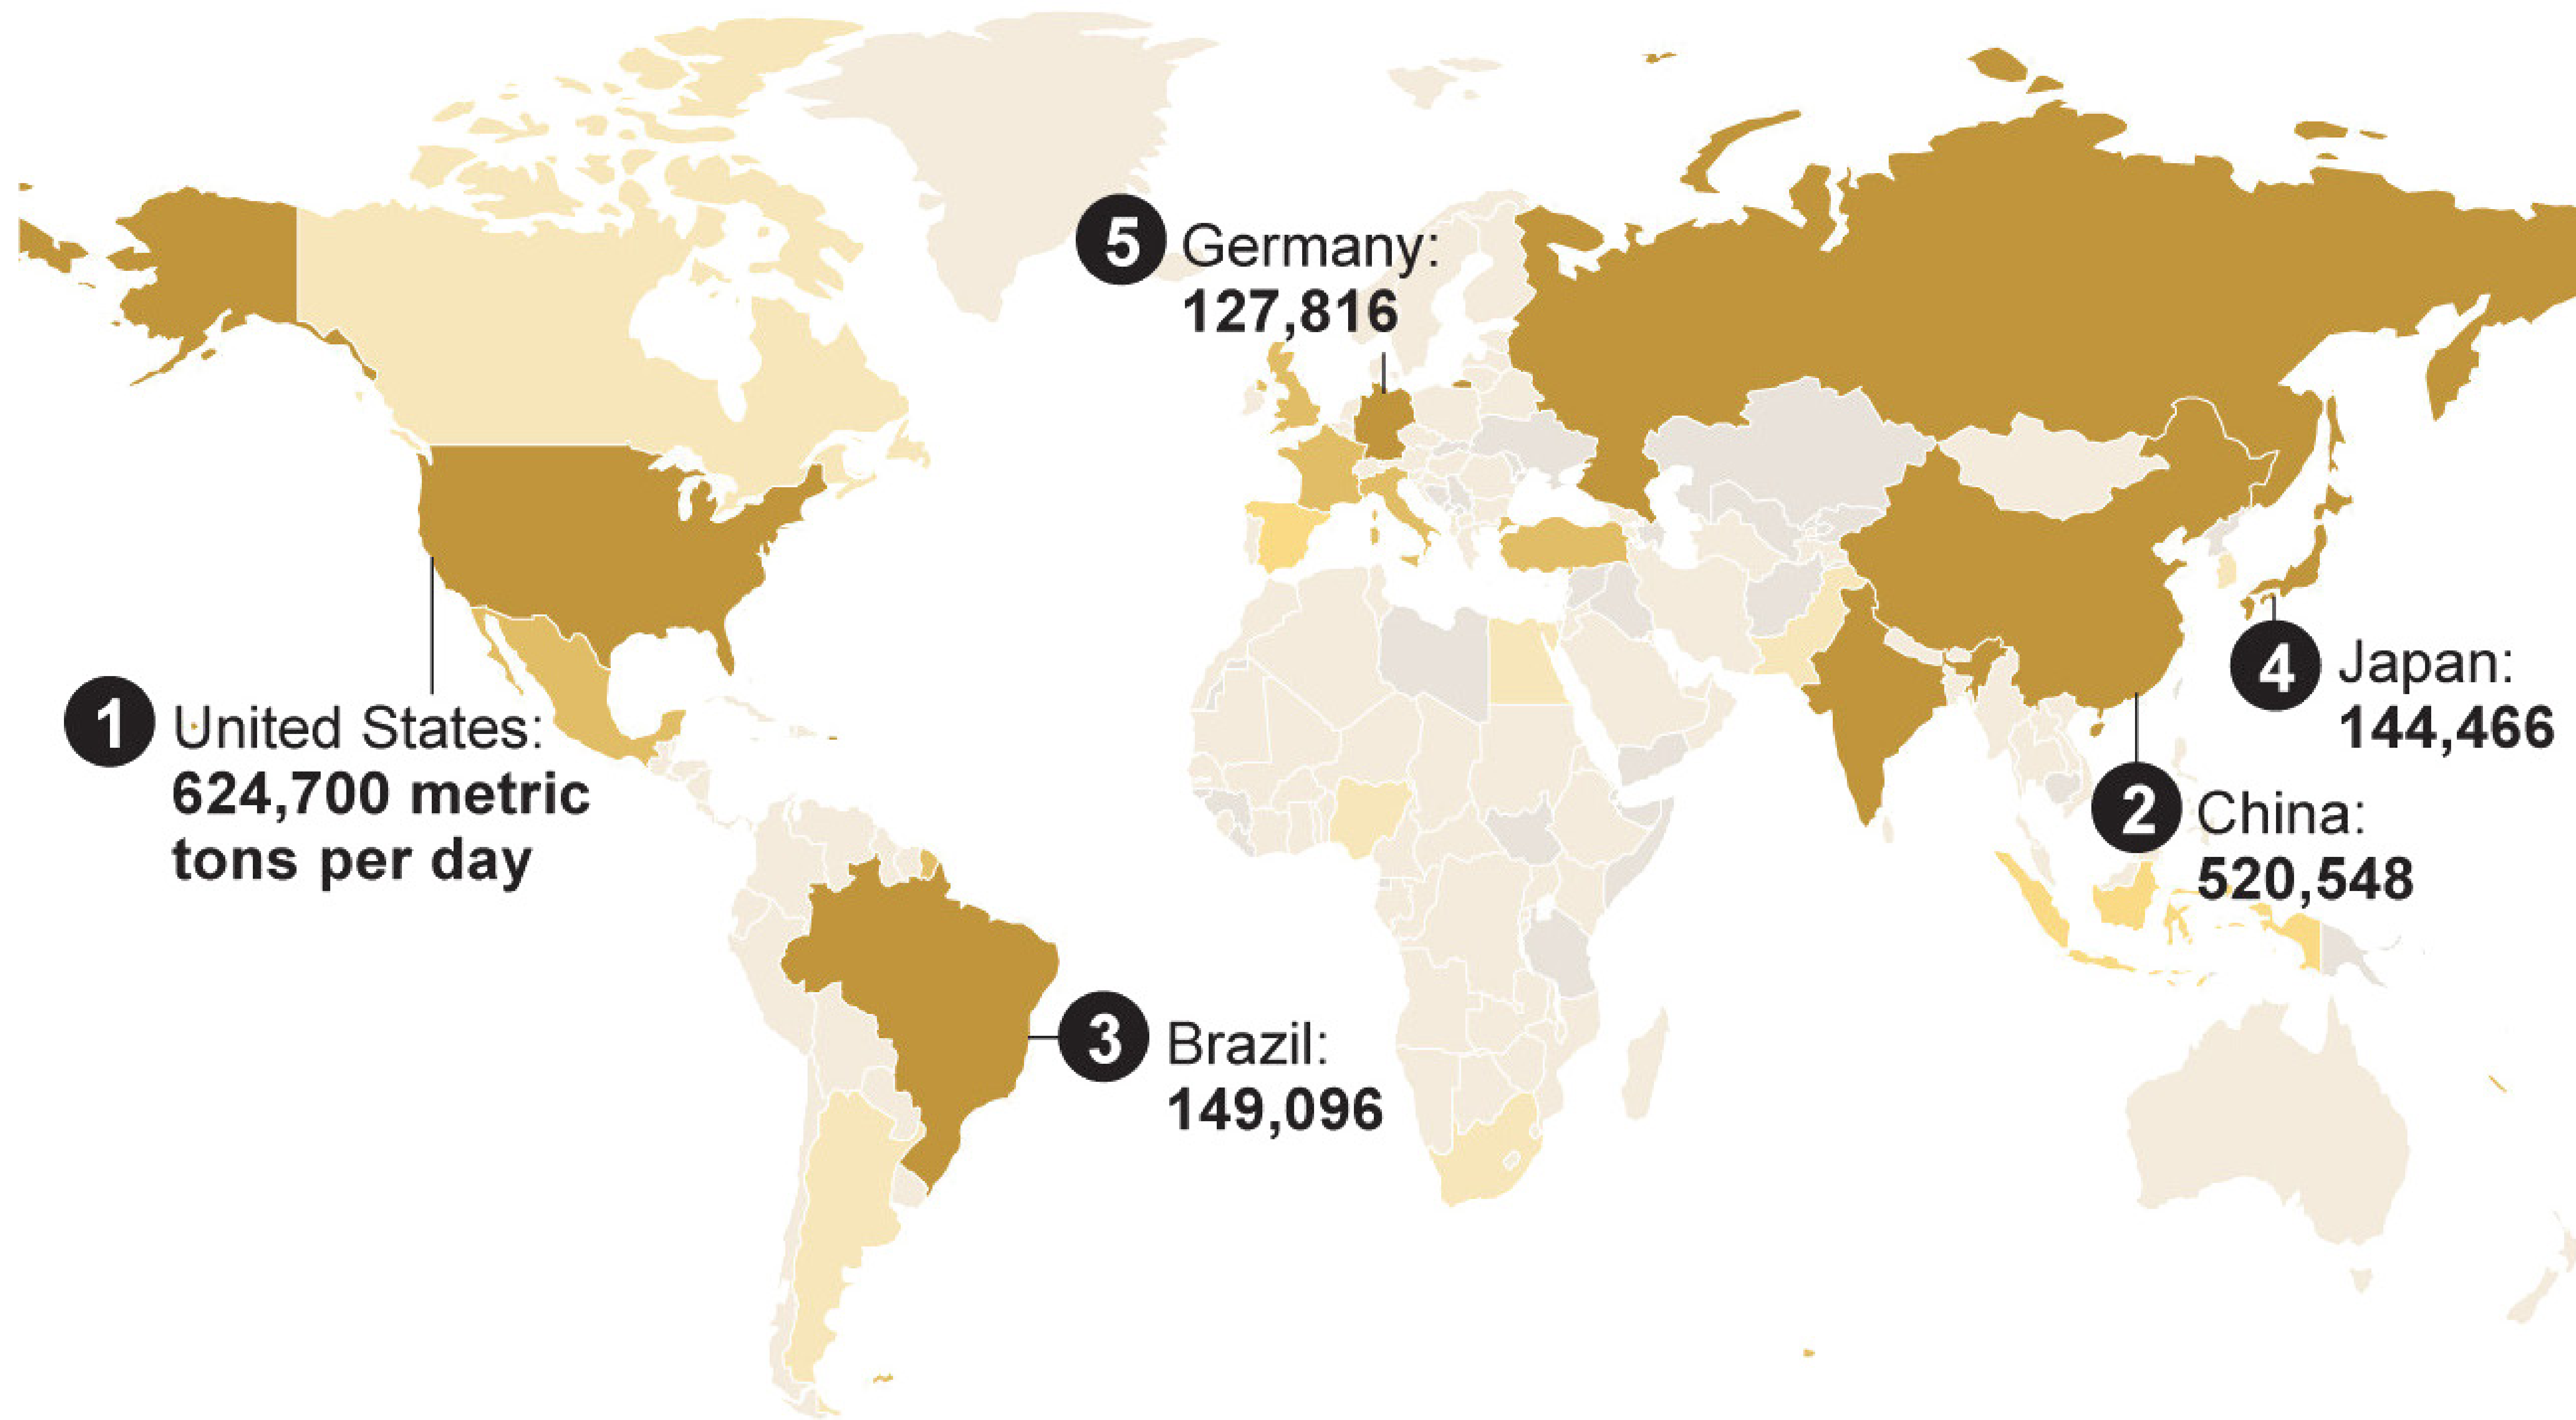 1 United States:
624,700 metric
tons per day
2 China:
520,548
3 Brazil:
149,096
4 Japan:
144,466
5 Germany:
127,816